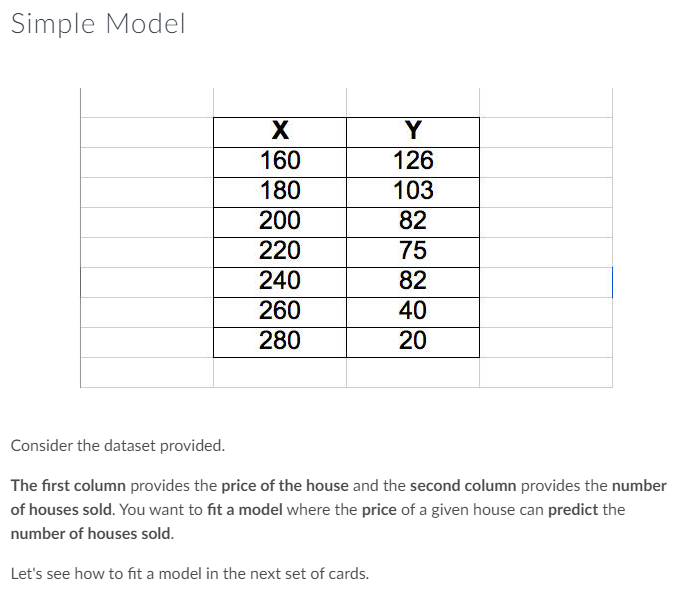 Simple Model
X Y
160 126
180 103
200 82
220 75
240 82
260 40
280 20
Consider the dataset provided.
The first column provides the price of the house and the second column provides the number
of houses sold. You want to fit a model where the price of a given house can predict the
number of houses sold.
Let's see how to fit a model in the next set of cards.